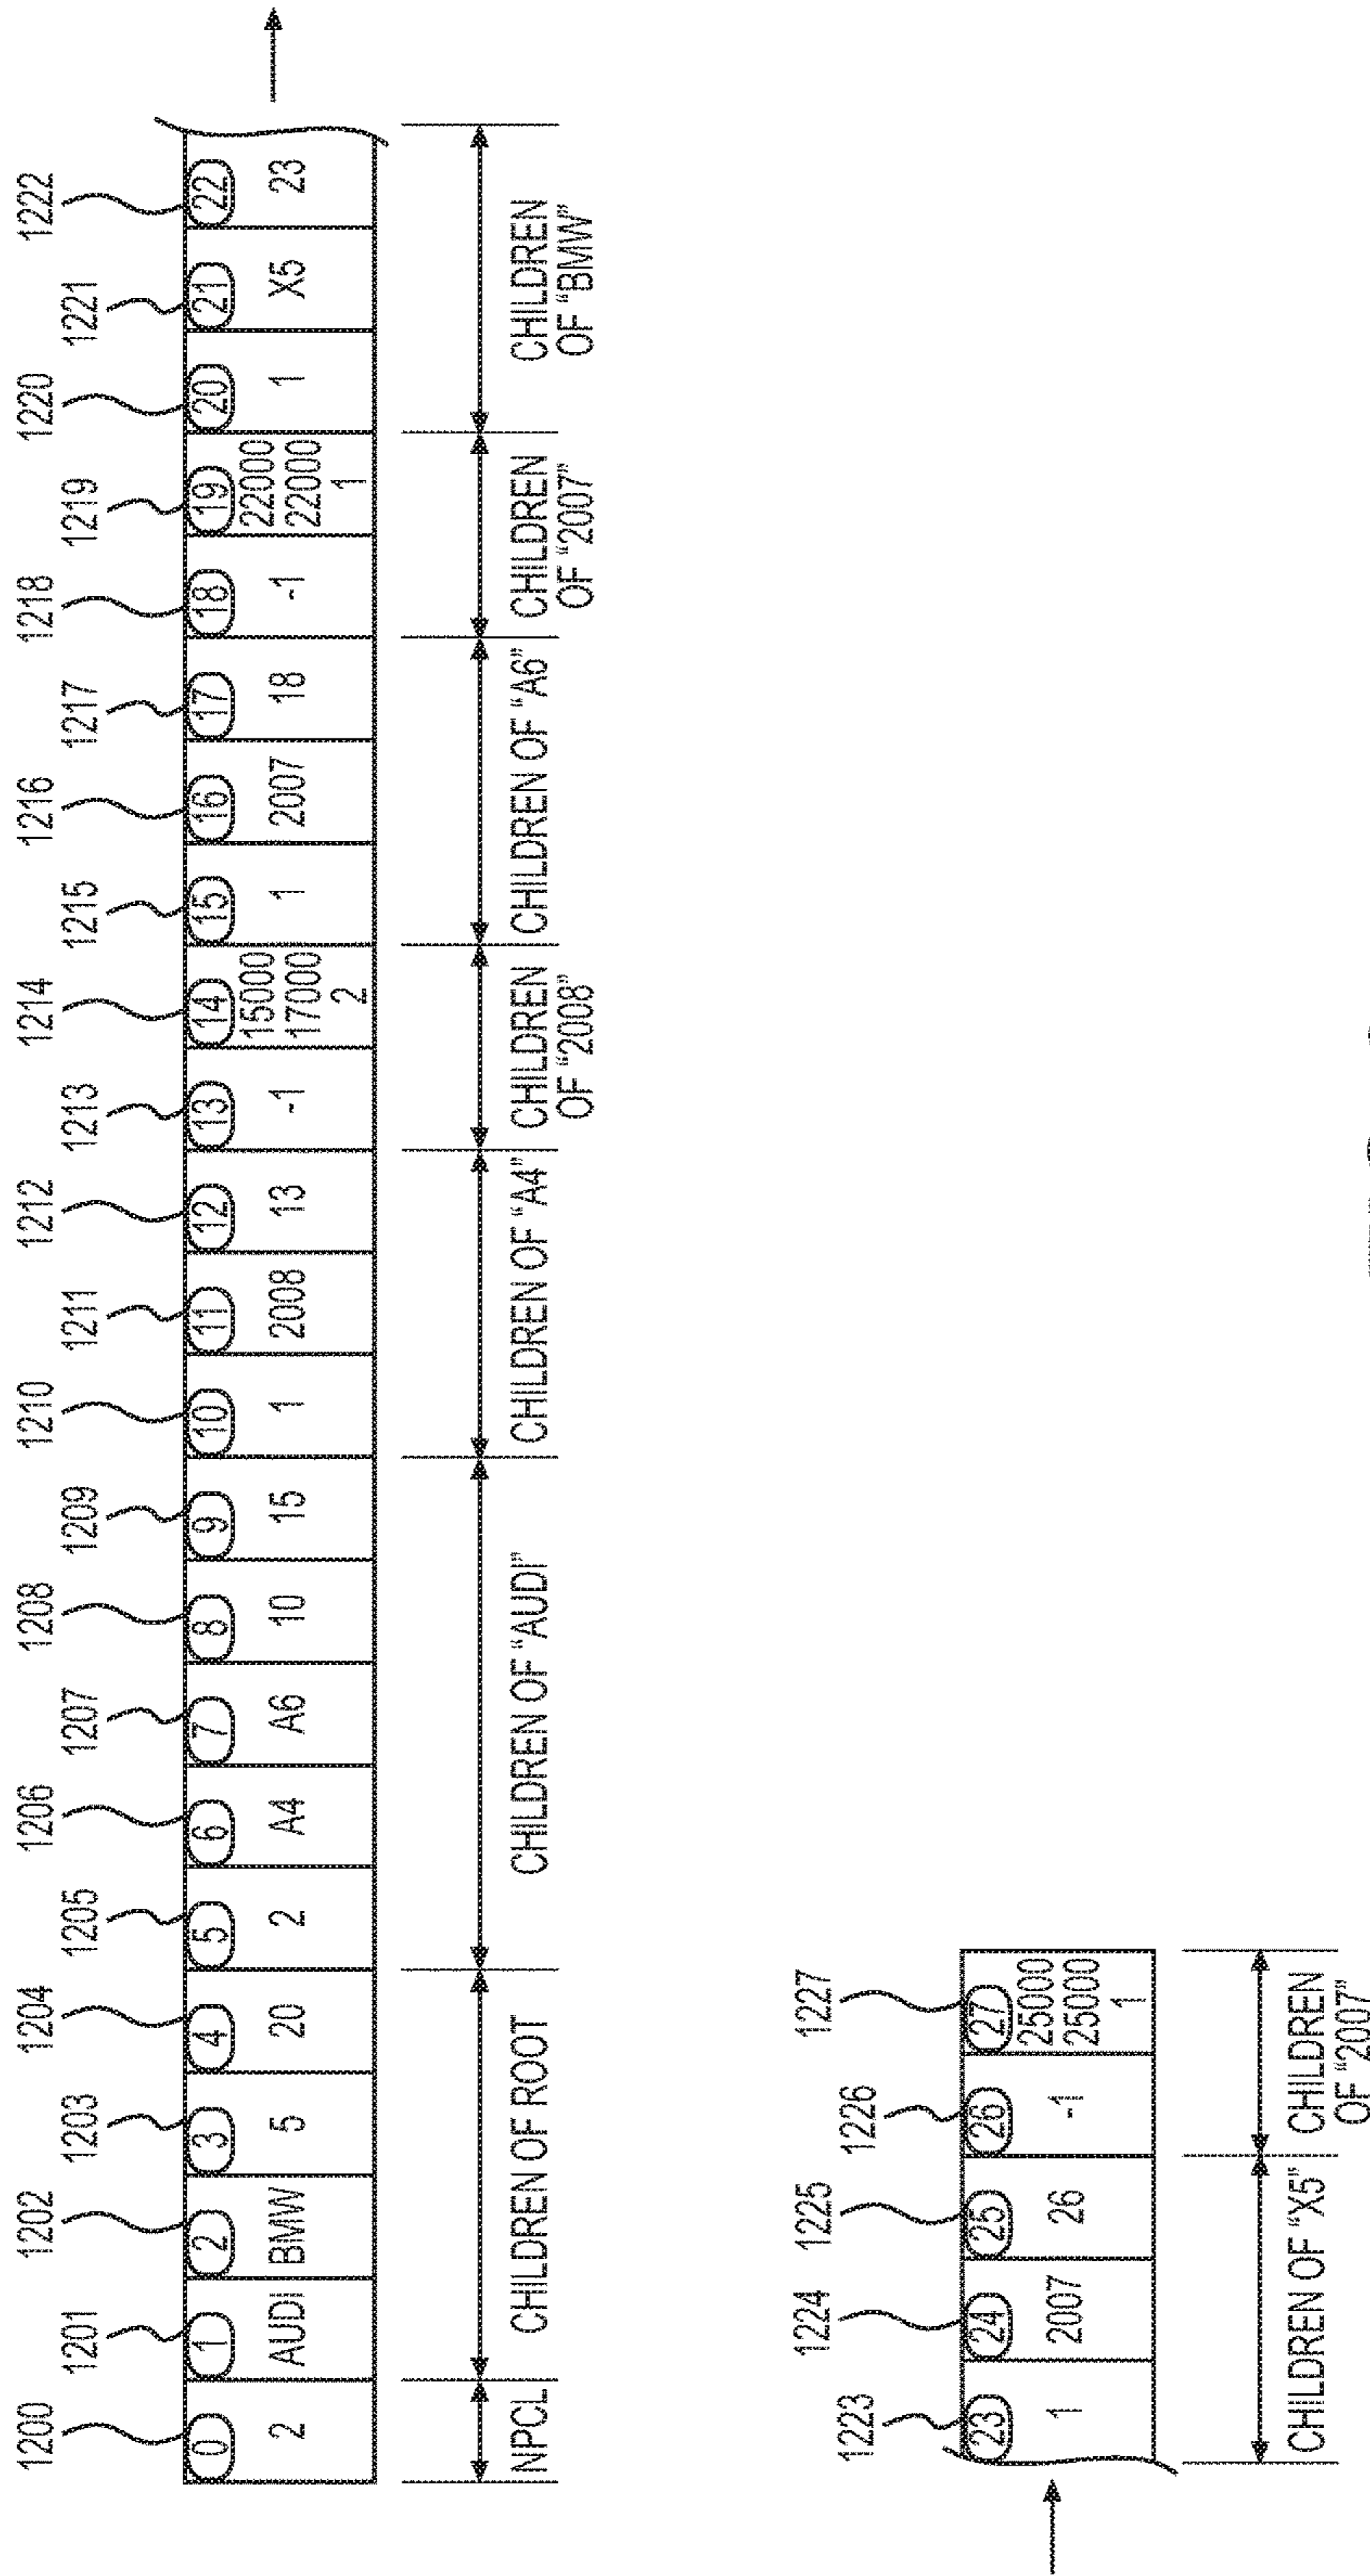 1200 1201 1202 1203 1204 1205 1206 1207 1208 1209 1210 1211 1212 1213 1214 1215 1216 1217 1218 1219 1220 1221 1222
0 1 2 3 4 5 6 7 8 9 10 11 12 13 14 15 16 17 18 19 20 21 22
2 AUDI BMW 5 20 2 A4 A6 10 15 1 2008 13 -1 15000 1 2007 18 -1 22000 1 X5 23
17000 22000
2 1
NPCL CHILDREN OF ROOT CHILDREN OF "AUDI" CHILDREN OF "A4" CHILDREN CHILDREN OF "A6" CHILDREN CHILDREN
OF "2008" OF "2007" OF "BMW"
1223 1224 1225 1226 1227
23 24 25 26 27
1 2007 26 -1 25000
25000
1
CHILDREN OF "X5" CHILDREN
OF "2007"